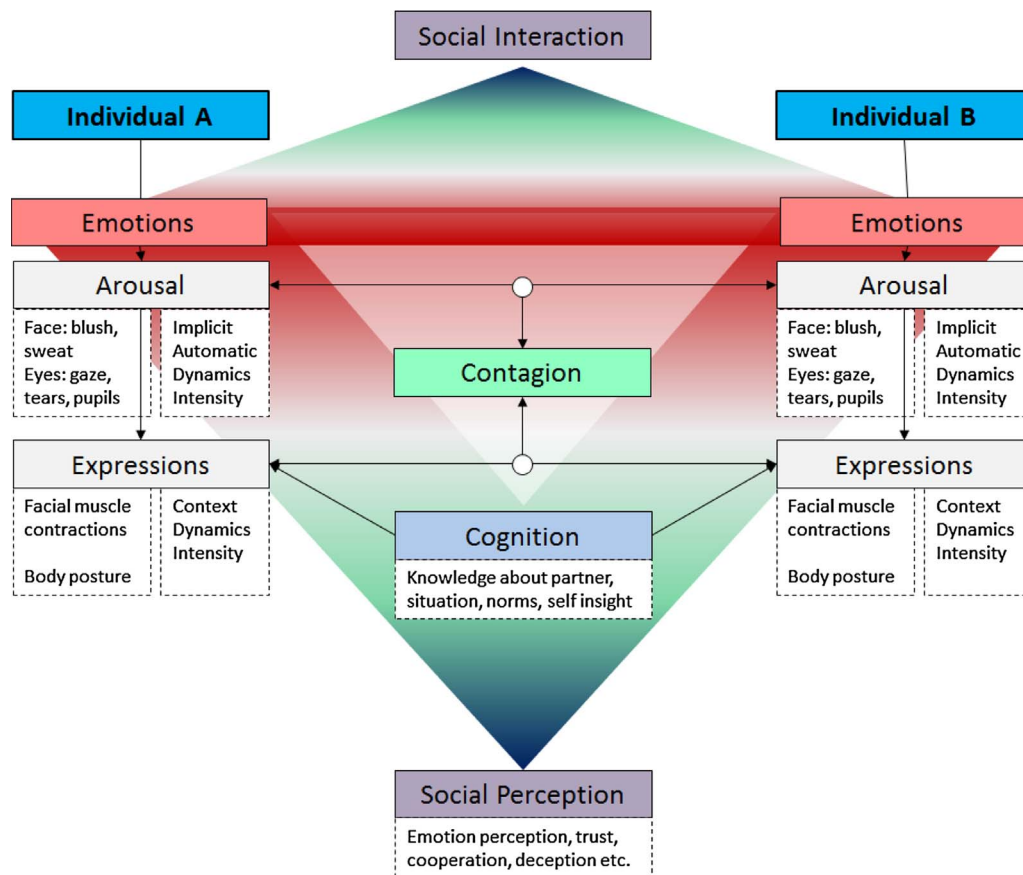 Social Interaction
Individual A
Individual B
Emotions
Emotions
Arousal
Arousal
Face: blush,
sweat
Eyes: gaze,
tears, pupils
Implicit
Automatic
Dynamics
Intensity
Face: blush,
sweat
Eyes: gaze,
tears, pupils
Implicit
Automatic
Dynamics
Intensity
Contagion
Expressions
Expressions
Facial muscle
contractions
Body posture
Context
Dynamics
Intensity
Facial muscle
contractions
Body posture
Context
Dynamics
Intensity
Cognition
Knowledge about partner,
situation, norms, self insight
Social Perception
Emotion perception, trust,
cooperation, deception etc.